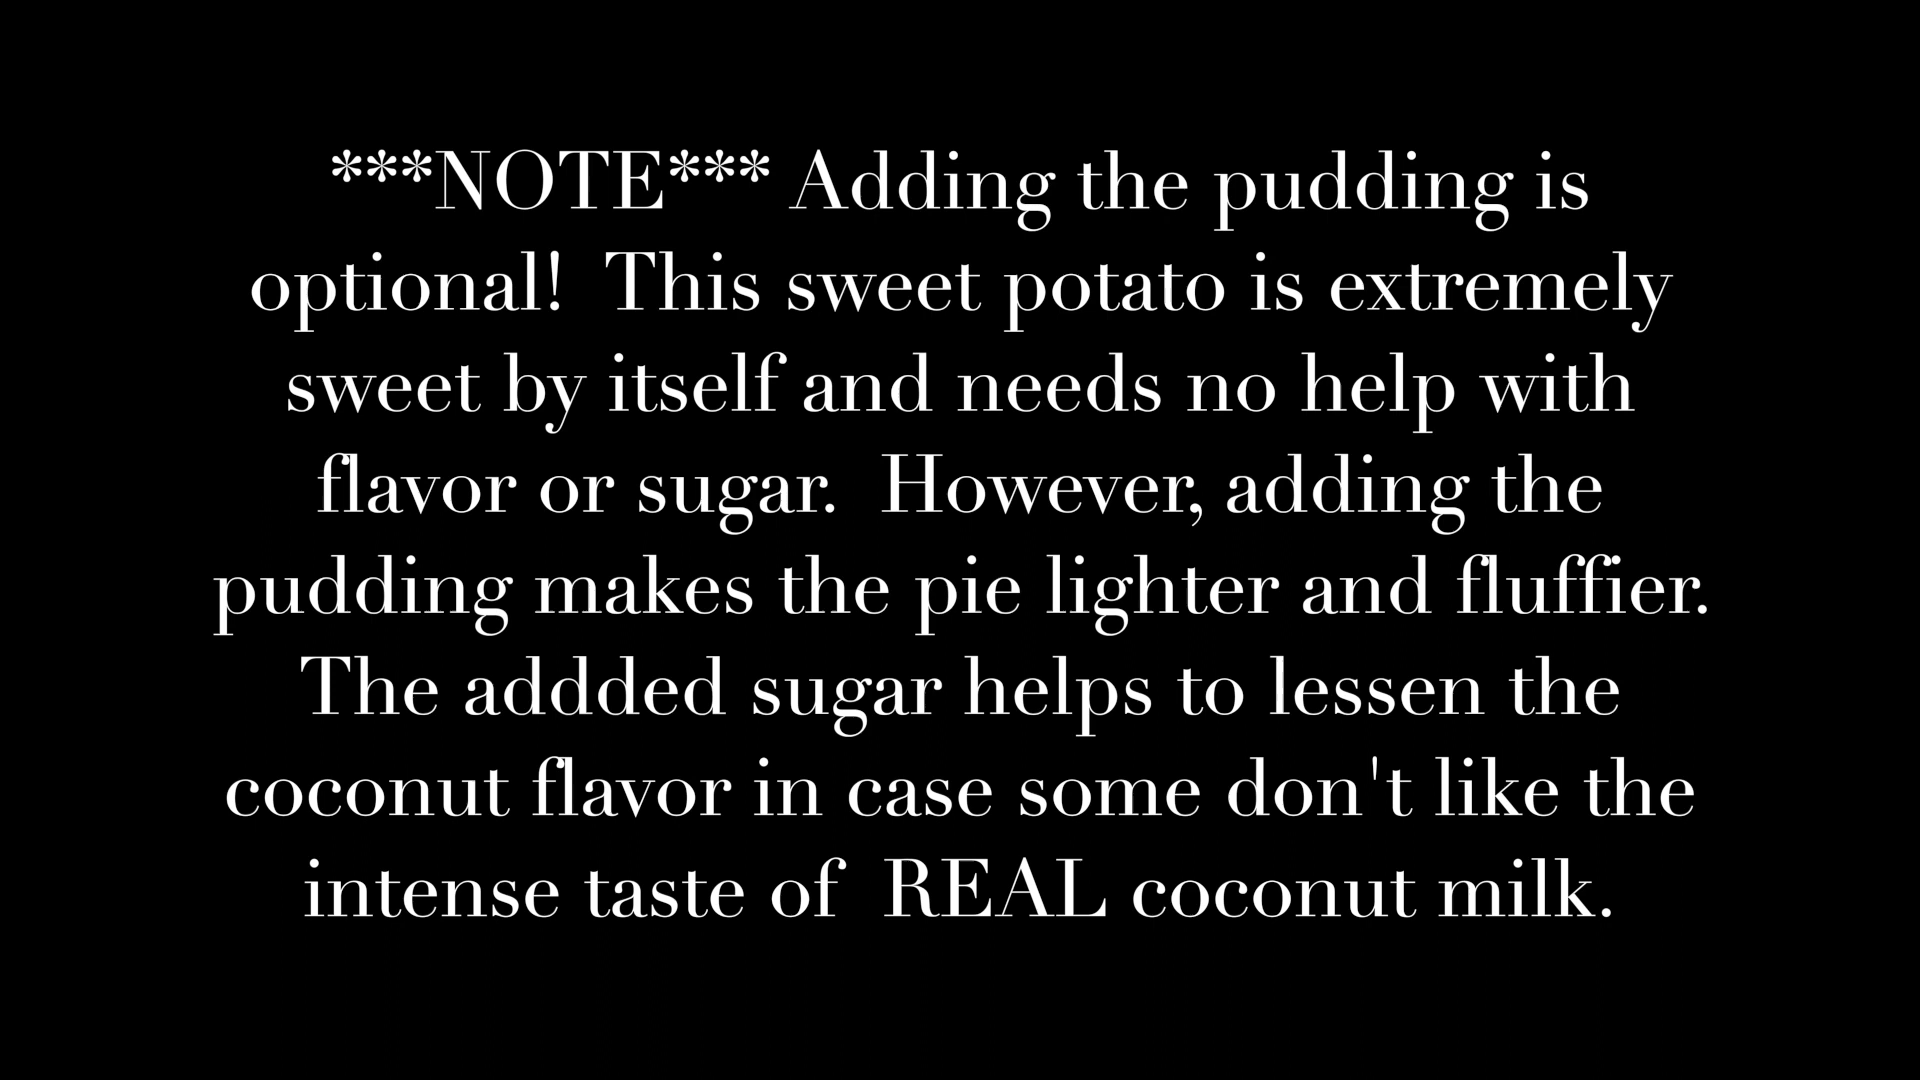 ***NOTE*** Adding the pudding is
optional!  This sweet potato is extremely
sweet by itself and needs no help with
flavor or sugar.  However, adding the
pudding makes the pie lighter and fluffier.
The addded sugar helps to lessen the
coconut flavor in case some don't like the
intense taste of  REAL coconut milk.